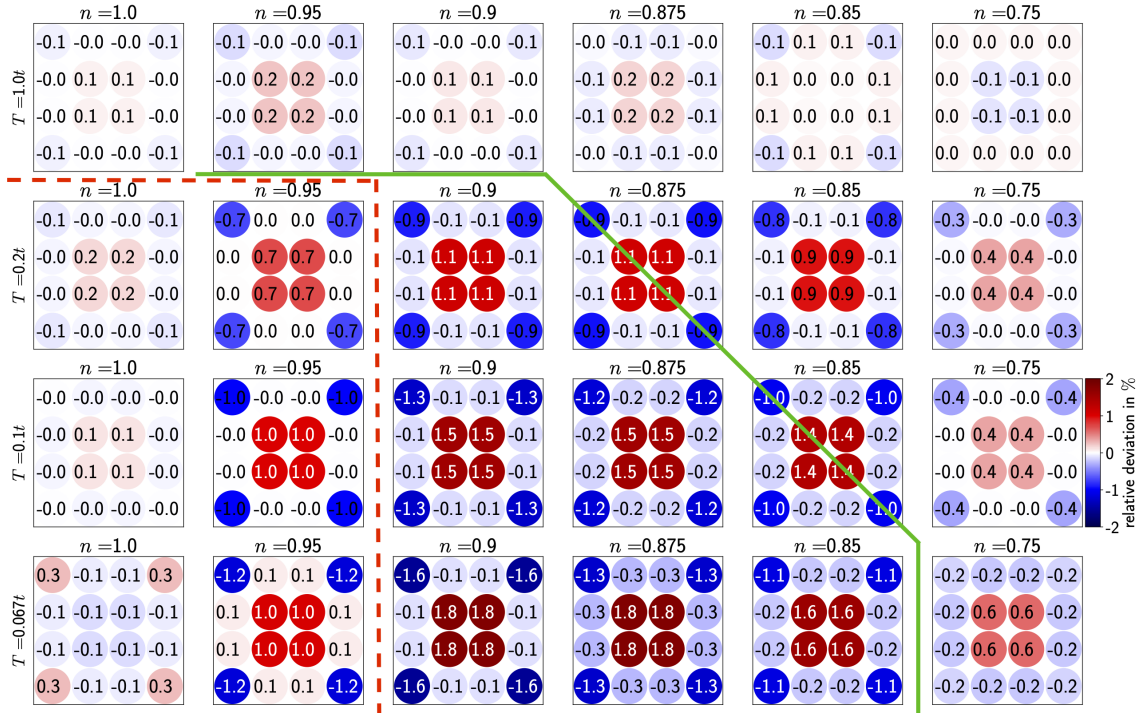 n =1.0 n =0.95 n =0.9 n =0.875 n =0.85 n =0.75
T =1.0t
-0.1 -0.0 -0.0 -0.1 -0.1 -0.0 -0.0 -0.1 -0.1 -0.0 -0.0 -0.1 -0.0 -0.1 -0.1 -0.0 -0.1 0.1 0.1 -0.1 0.0 0.0 0.0 0.0
-0.0 0.1 0.1 -0.0 -0.0 0.2 0.2 -0.0 -0.0 0.1 0.1 -0.0 -0.1 0.2 0.2 -0.1 0.1 0.0 0.0 0.1 0.0 -0.1 -0.1 0.0
-0.0 0.1 0.1 -0.0 -0.0 0.2 0.2 -0.0 -0.0 0.1 0.1 -0.0 -0.1 0.2 0.2 -0.1 0.1 0.0 0.0 0.1 0.0 -0.1 -0.1 0.0
-0.1 -0.0 -0.0 -0.1 -0.1 -0.0 -0.0 -0.1 -0.1 -0.0 -0.0 -0.1 -0.0 -0.1 -0.1 -0.0 -0.1 0.1 0.1 -0.1 0.0 0.0 0.0 0.0
n =1.0 n =0.95 n =0.9 n =0.875 n =0.85 n =0.75
T =0.2t
-0.1 -0.0 -0.0 -0.1 -0.7 0.0 0.0 -0.7 -0.9 -0.1 -0.1 -0.9 -0.9 -0.1 -0.1 -0.9 -0.8 -0.1 -0.1 -0.8 -0.3 -0.0 -0.0 -0.3
-0.0 0.2 0.2 -0.0 0.0 0.7 0.7 0.0 -0.1 1.1 1.1 -0.1 -0.1 1.1 1.1 -0.1 -0.1 0.9 0.9 -0.1 -0.0 0.4 0.4 -0.0
-0.0 0.2 0.2 -0.0 0.0 0.7 0.7 0.0 -0.1 1.1 1.1 -0.1 -0.1 1.1 1.1 -0.1 -0.1 0.9 0.9 -0.1 -0.0 0.4 0.4 -0.0
-0.1 -0.0 -0.0 -0.1 -0.7 0.0 0.0 -0.7 -0.9 -0.1 -0.1 -0.9 -0.9 -0.1 -0.1 -0.9 -0.8 -0.1 -0.1 -0.8 -0.3 -0.0 -0.0 -0.3
n =1.0 n =0.95 n =0.9 n =0.875 n =0.85 n =0.75
T =0.1t
-0.0 -0.0 -0.0 -0.0 -1.0 -0.0 -0.0 -1.0 -1.3 -0.1 -0.1 -1.3 -1.2 -0.2 -0.2 -1.2 -1.0 -0.2 -0.2 -1.0 -0.4 -0.0 -0.0 -0.4
-0.0 0.1 0.1 -0.0 -0.0 1.0 1.0 -0.0 -0.1 1.5 1.5 -0.1 -0.2 1.5 1.5 -0.2 -0.2 1.4 1.4 -0.2 -0.0 0.4 0.4 -0.0
-0.0 0.1 0.1 -0.0 -0.0 1.0 1.0 -0.0 -0.1 1.5 1.5 -0.1 -0.2 1.5 1.5 -0.2 -0.2 1.4 1.4 -0.2 -0.0 0.4 0.4 -0.0
-0.0 -0.0 -0.0 -0.0 -1.0 -0.0 -0.0 -1.0 -1.3 -0.1 -0.1 -1.3 -1.2 -0.2 -0.2 -1.2 -1.0 -0.2 -0.2 -1.0 -0.4 -0.0 -0.0 -0.4
2
1
0
-1
-2
relative deviation in %
n =1.0 n =0.95 n =0.9 n =0.875 n =0.85 n =0.75
T =0.067t
0.3 -0.1 -0.1 0.3 -1.2 0.1 0.1 -1.2 -1.6 -0.1 -0.1 -1.6 -1.3 -0.3 -0.3 -1.3 -1.1 -0.2 -0.2 -1.1 -0.2 -0.2 -0.2 -0.2
-0.1 -0.1 -0.1 -0.1 0.1 1.0 1.0 0.1 -0.1 1.8 1.8 -0.1 -0.3 1.8 1.8 -0.3 -0.2 1.6 1.6 -0.2 -0.2 0.6 0.6 -0.2
-0.1 -0.1 -0.1 -0.1 0.1 1.0 1.0 0.1 -0.1 1.8 1.8 -0.1 -0.3 1.8 1.8 -0.3 -0.2 1.6 1.6 -0.2 -0.2 0.6 0.6 -0.2
0.3 -0.1 -0.1 0.3 -1.2 0.1 0.1 -1.2 -1.6 -0.1 -0.1 -1.6 -1.3 -0.3 -0.3 -1.3 -1.1 -0.2 -0.2 -1.1 -0.2 -0.2 -0.2 -0.2